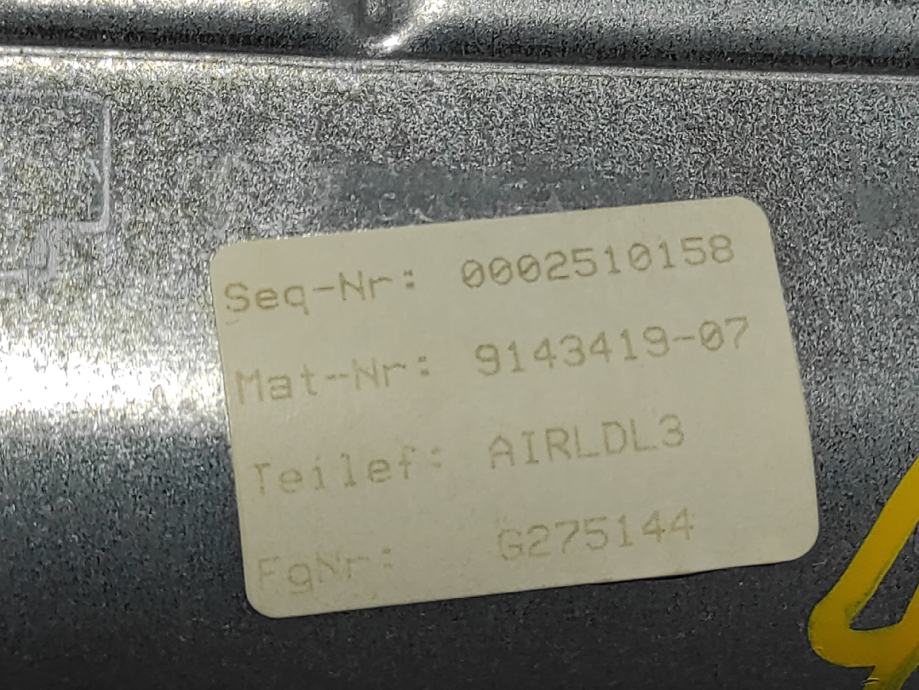 Seq-Nr: 0002510158
Mat-Nr: 9143419-07
Teilef: AIRLDL3
FgNr: G275144